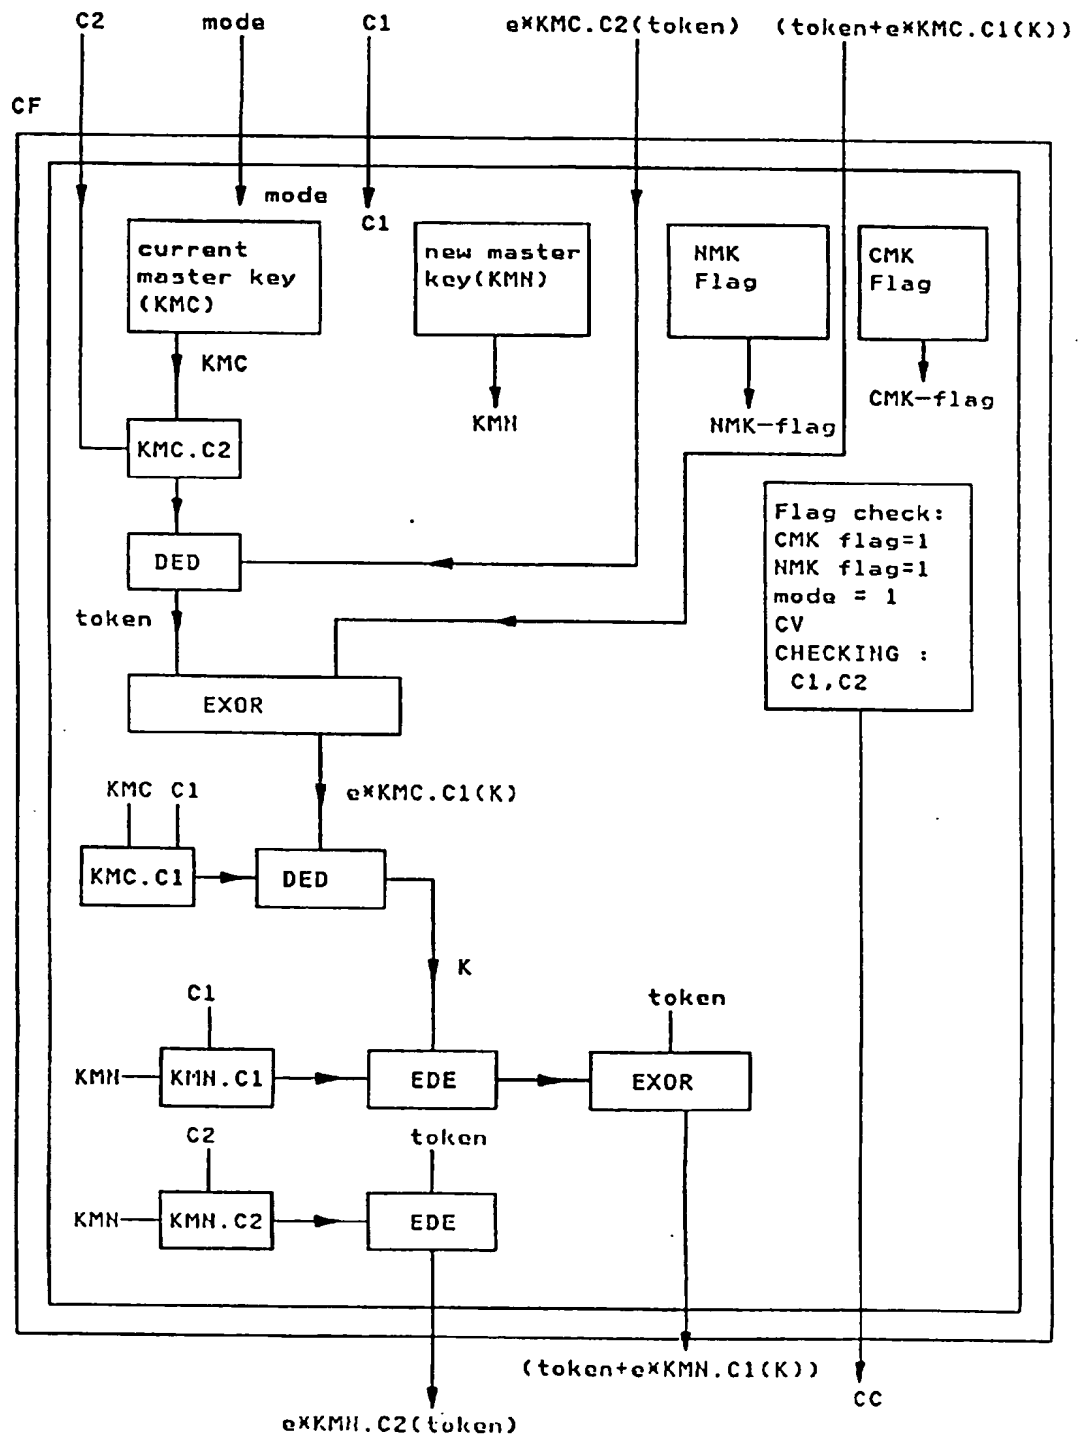 C2
mode
C1
e*KMC.C2(token)
(token+e*KMC.C1(K))
CF
mode
C1
current
master key
(KMC)
new master
key(KMN)
NMK
Flag
CMK
Flag
KMC
KMN
NMK-flag
CMK-flag
KMC.C2
Flag check:
CMK flag=1
NMK flag=1
mode = 1
CV
CHECKING :
C1,C2
DED
token
EXOR
e*KMC.C1(K)
KMC C1
KMC.C1
DED
K
C1
token
KMN
KMN.C1
EDE
EXOR
C2
token
KMN
KMN.C2
EDE
(token+e*KMN.C1(K))
CC
e*KMN.C2(token)